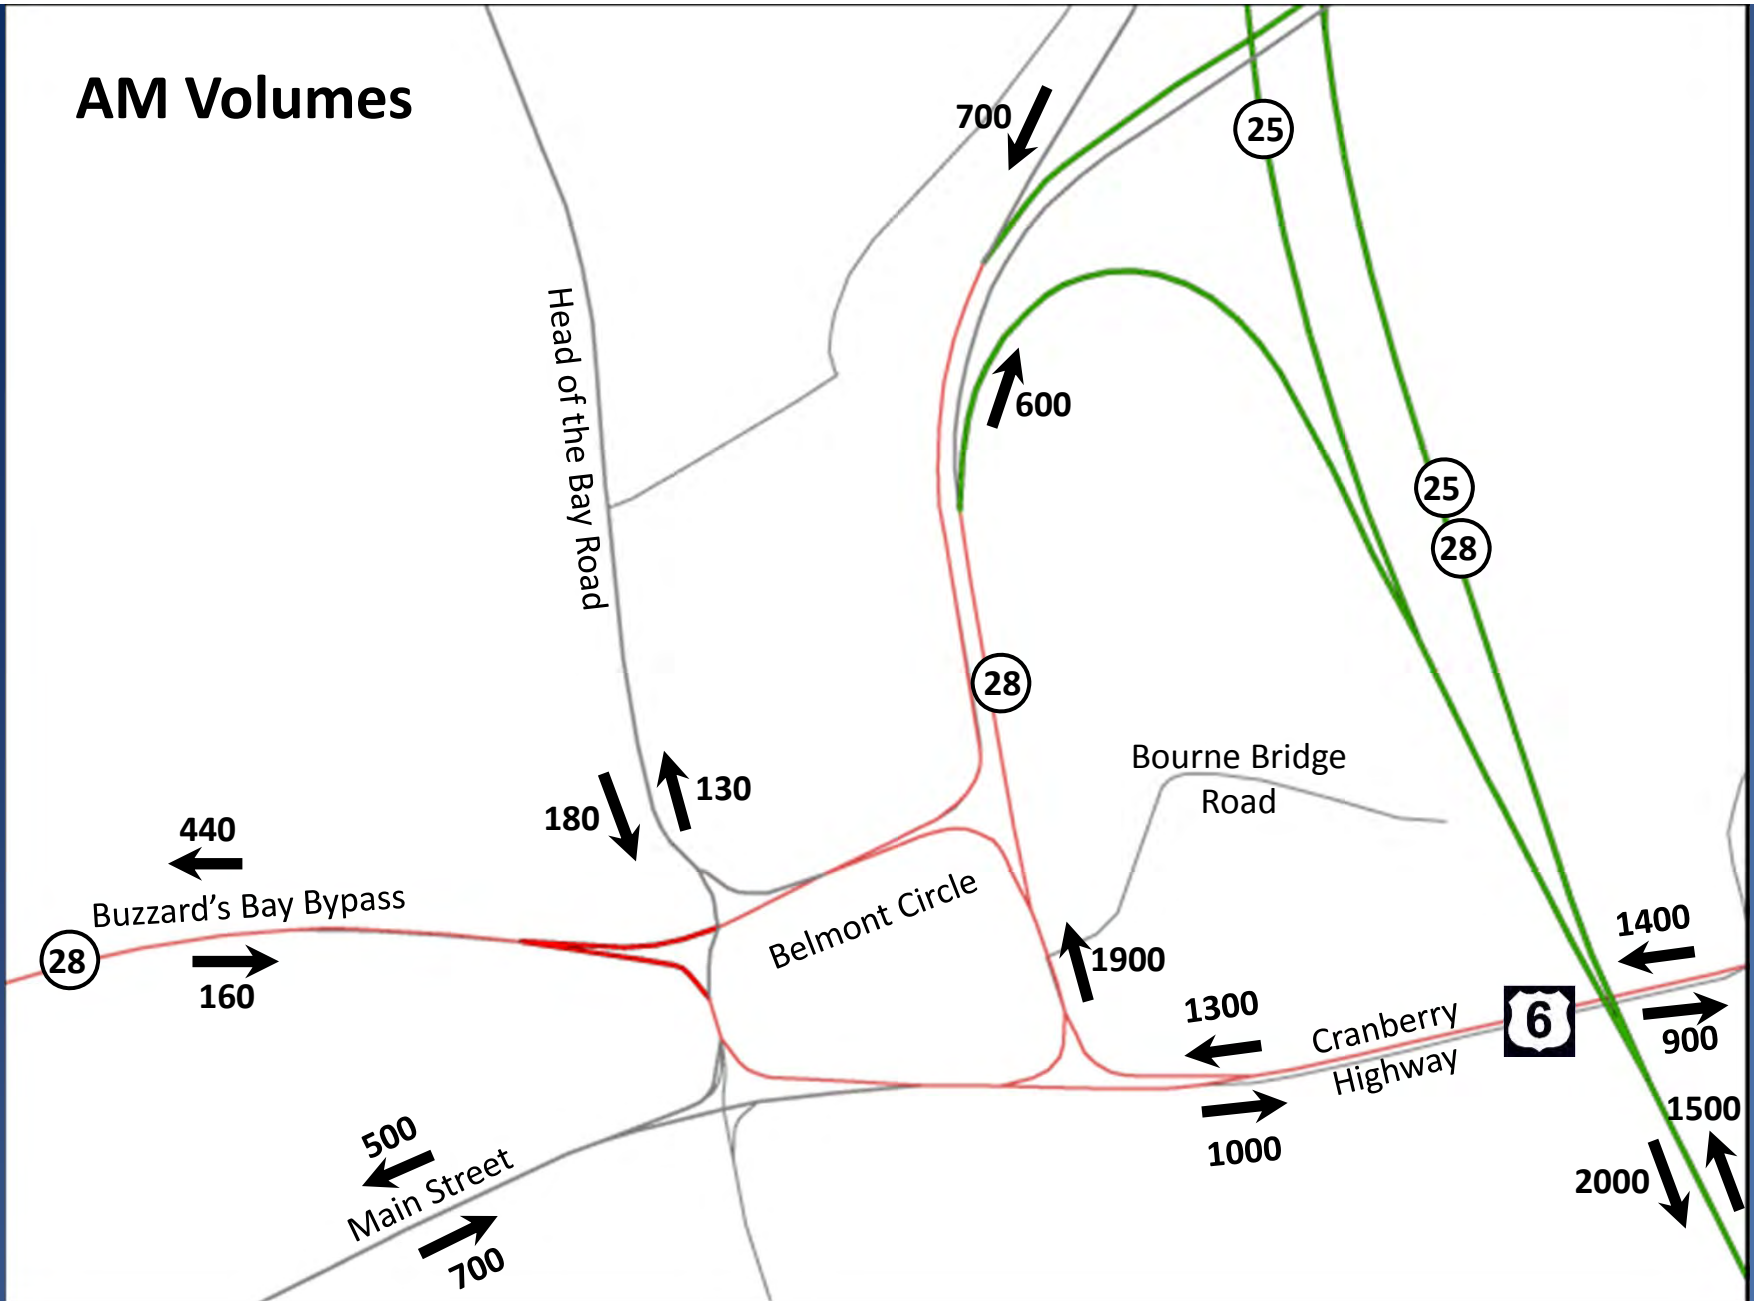 AM Volumes
700
25
600
Head of the Bay Road
25
28
28
Bourne Bridge
Road
130
180
440
Buzzard's Bay Bypass
28
160
Belmont Circle
1900
1400
900
1300
Cranberry
Highway
6
1000
1500
2000
500
Main Street
700